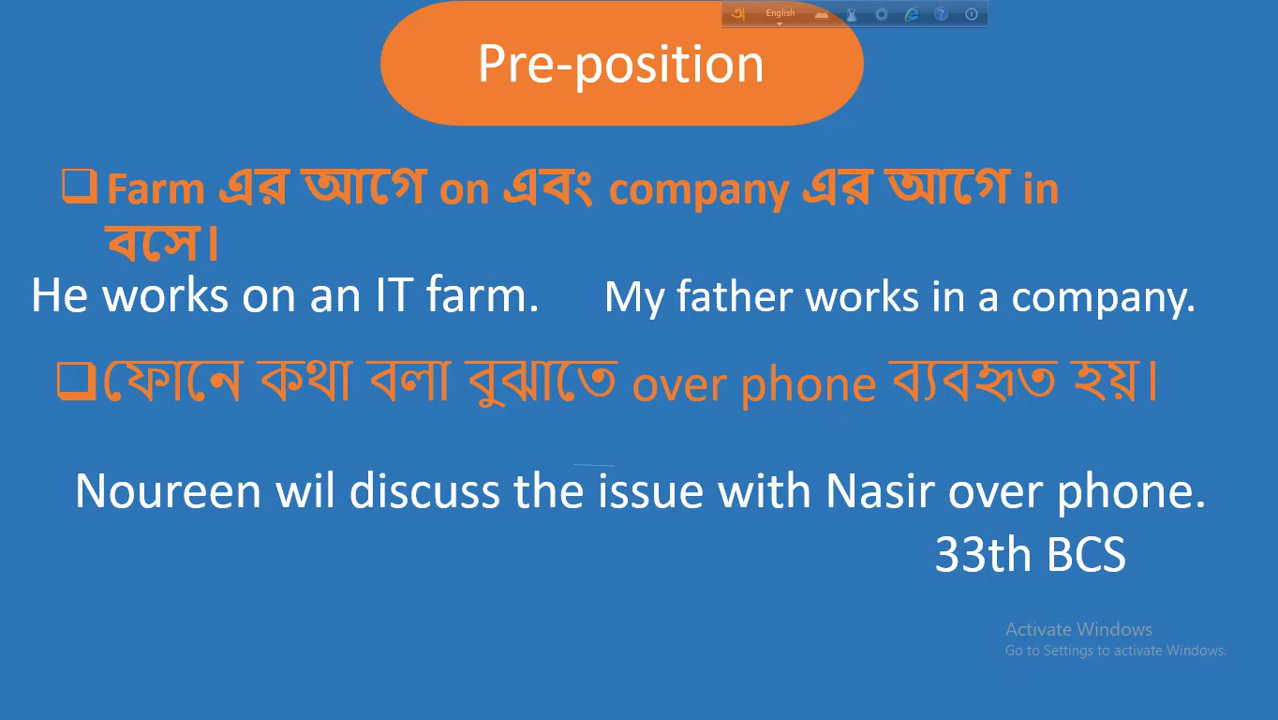 English
Pre-position
Farm এর আগে on এবং company এর আগে in
বসে।
He works on an IT farm. My father works in a company.
ফোনে কথা বলা বুঝাতে over phone ব্যবহৃত হয়।
Noureen wil discuss the issue with Nasir over phone.
33th BCS
Activate Windows
Go to Settings to activate Windows.